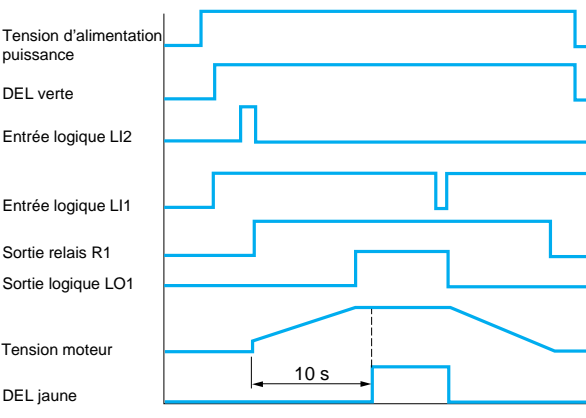 Tension d'alimentation
puissance
DEL verte
Entrée logique LI2
Entrée logique LI1
Sortie relais R1
Sortie logique LO1
Tension moteur
10 s
DEL jaune